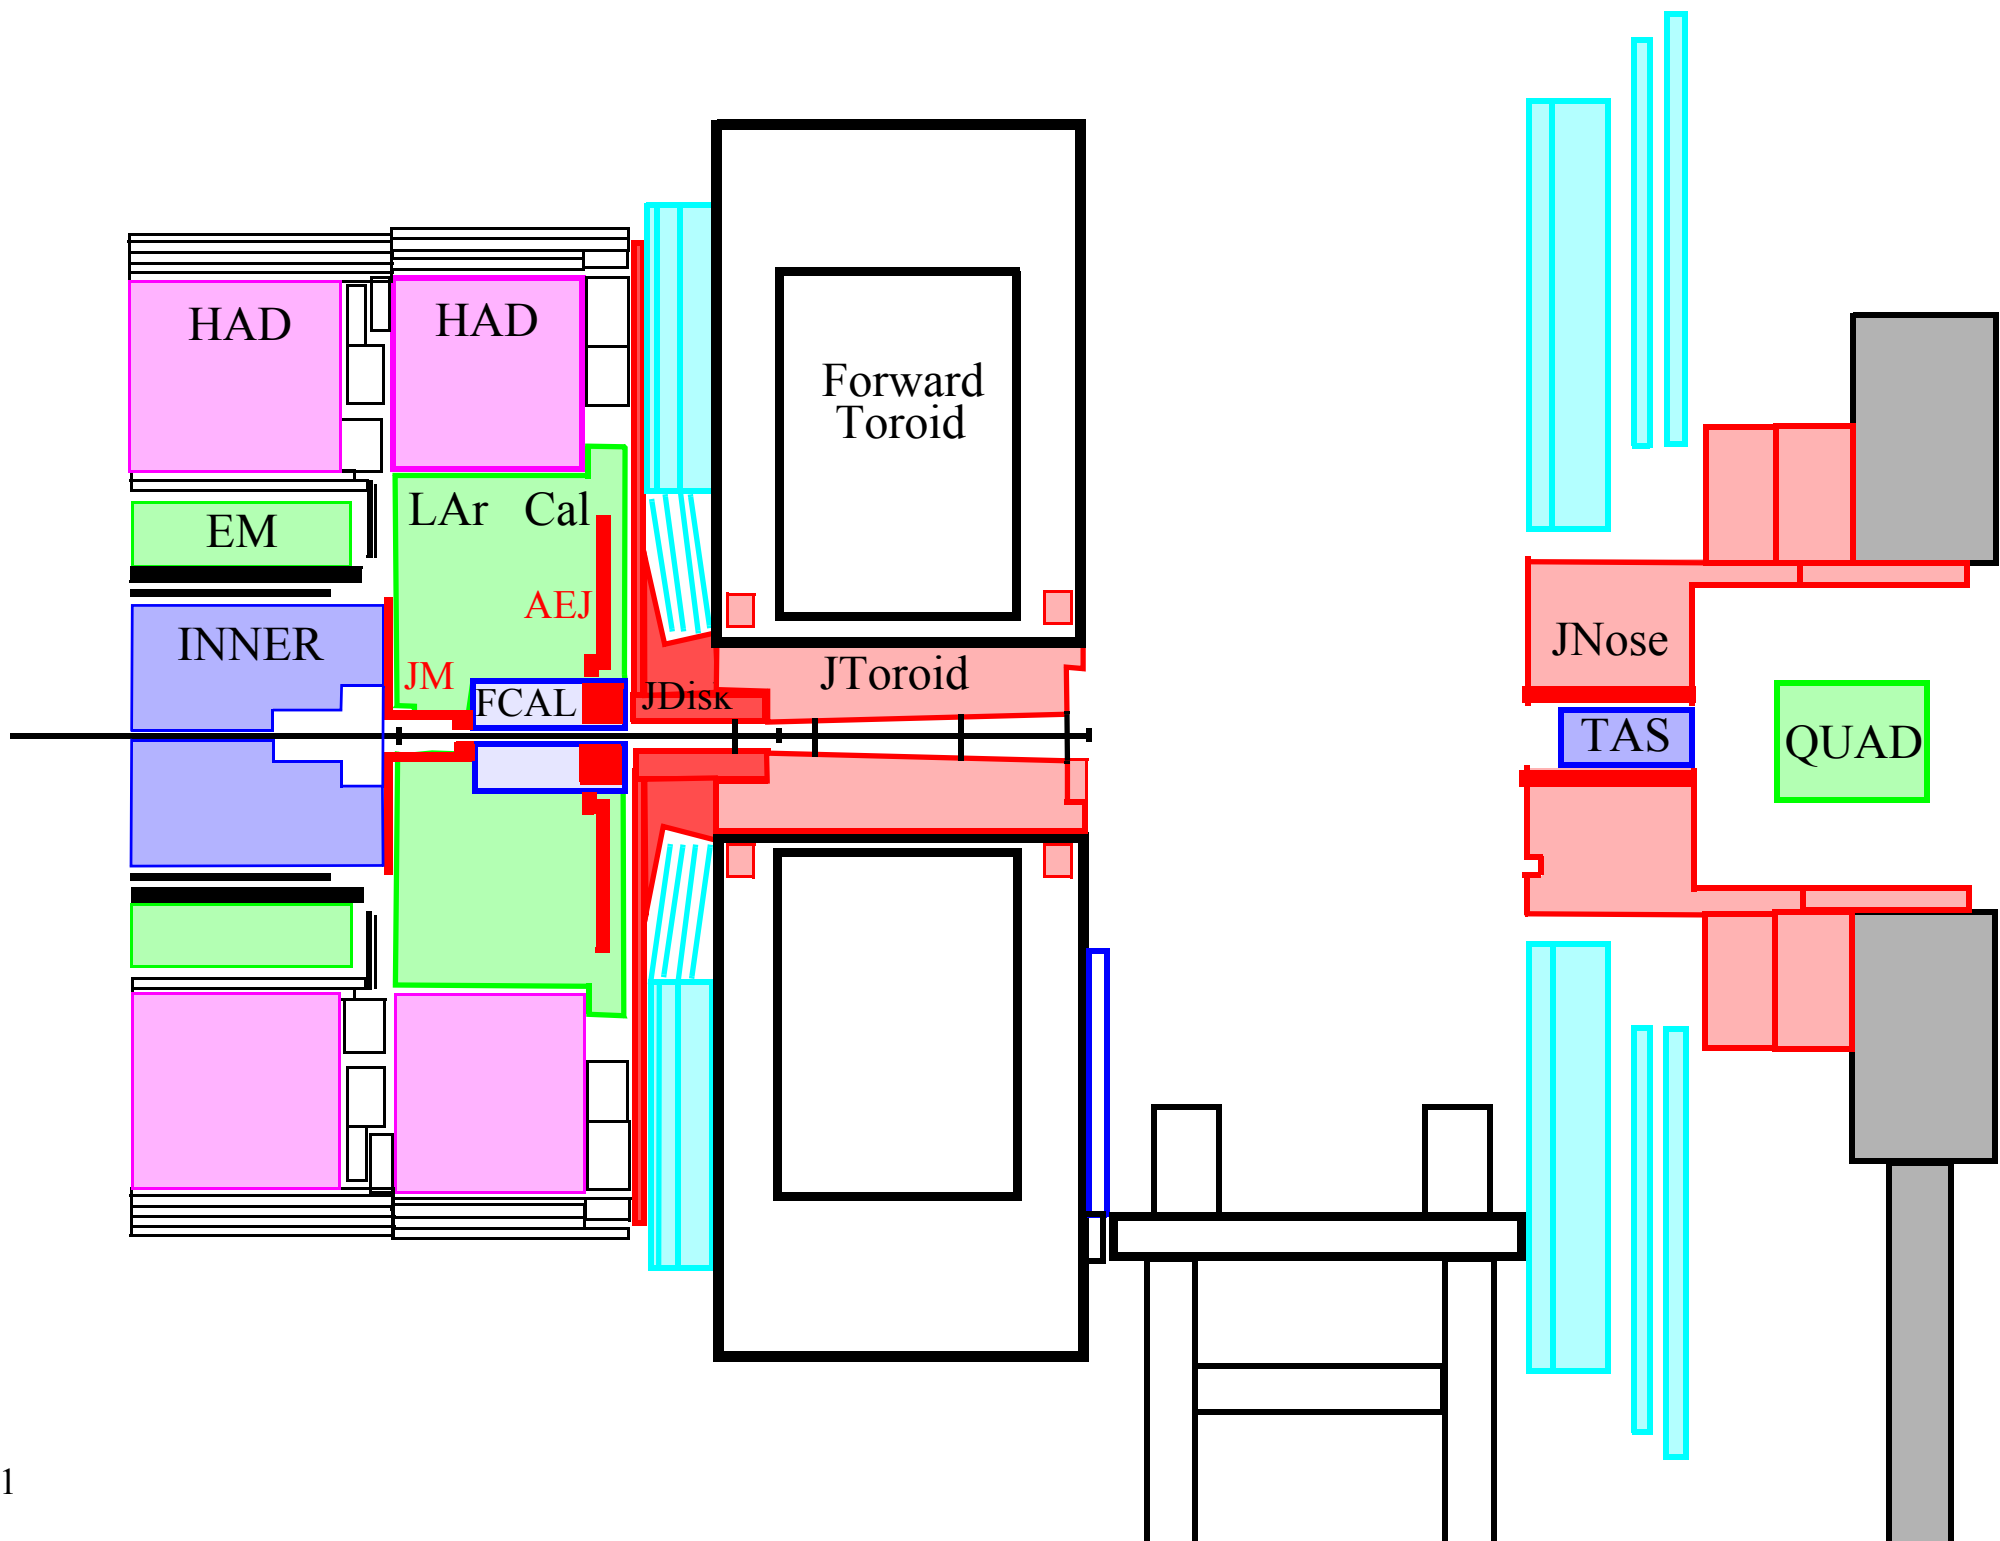 HAD
HAD
Forward
Toroid
LAr Cal
EM
AEJ
INNER
JM
FCAL
JDisk
JToroid
JNose
TAS
QUAD
1